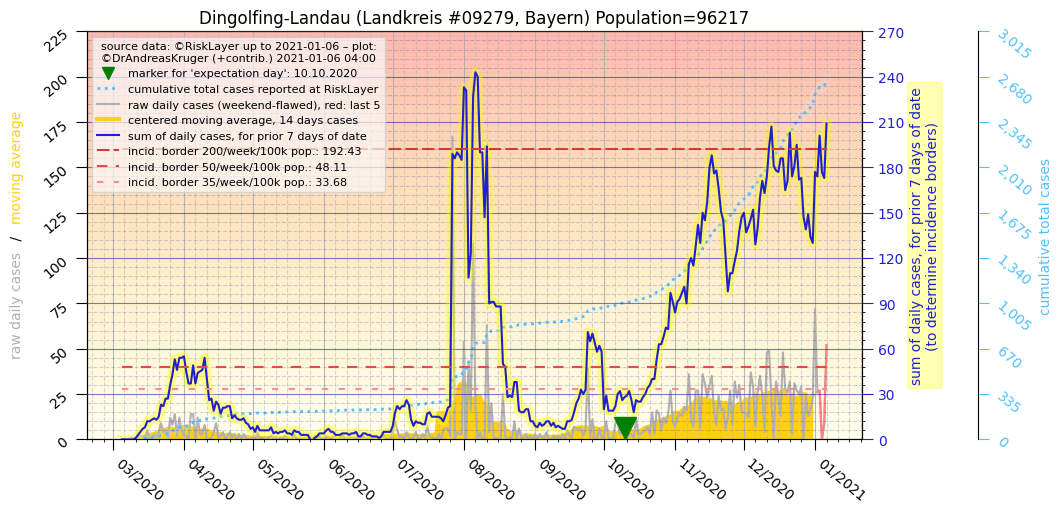 Dingolfing-Landau (Landkreis #09279, Bayern) Population=96217
source data: ©RiskLayer up to 2021-01-06 – plot:
©DrAndreasKruger (+contrib.) 2021-01-06 04:00
marker for 'expectation day': 10.10.2020
cumulative total cases reported at RiskLayer
raw daily cases (weekend-flawed), red: last 5
centered moving average, 14 days cases
sum of daily cases, for prior 7 days of date
incid. border 200/week/100k pop.: 192.43
incid. border 50/week/100k pop.: 48.11
incid. border 35/week/100k pop.: 33.68
raw daily cases / moving average
225
200
175
150
125
100
75
50
25
0
03/2020
04/2020
05/2020
06/2020
07/2020
08/2020
09/2020
10/2020
11/2020
12/2020
01/2021
270
240
210
180
150
120
90
60
30
0
sum of daily cases, for prior 7 days of date
(to determine incidence borders)
3,015
2,680
2,345
2,010
1,675
1,340
1,005
670
335
0
cumulative total cases